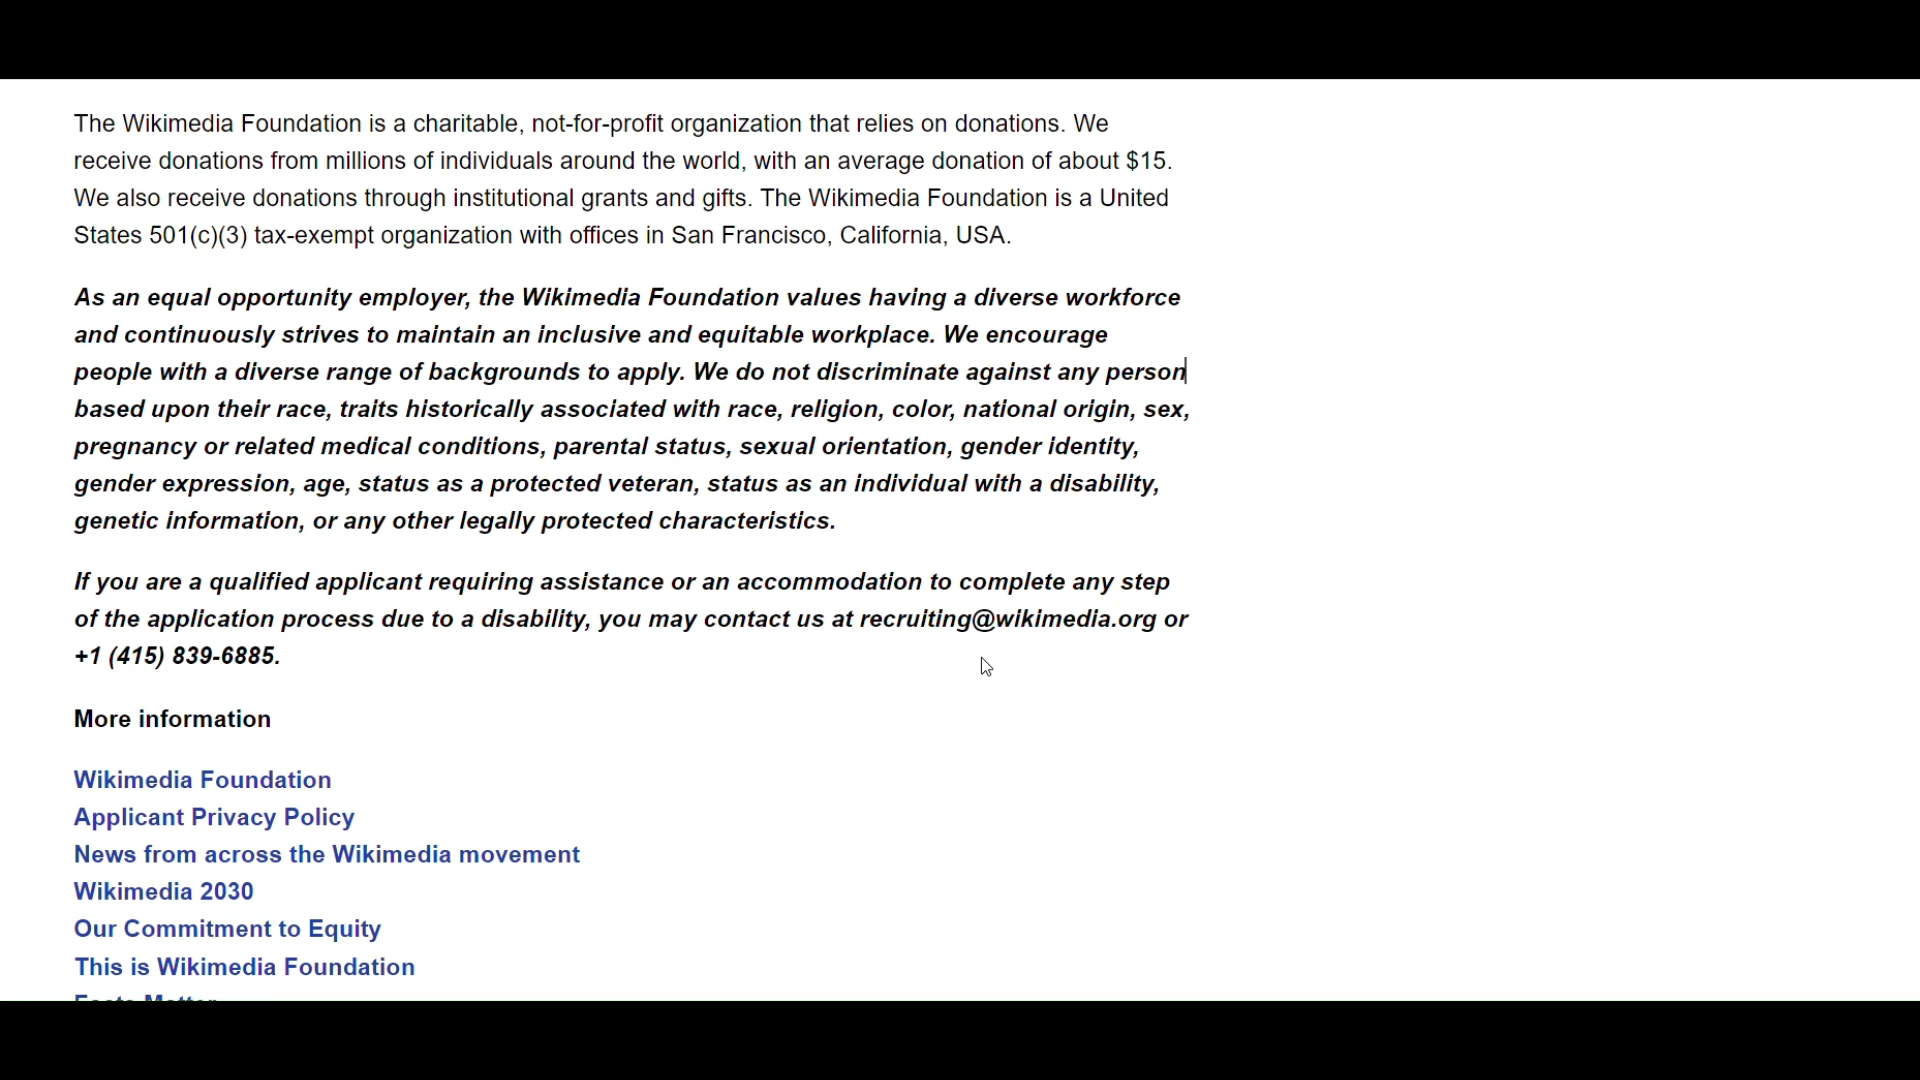 The Wikimedia Foundation is a charitable, not-for-profit organization that relies on donations. We
receive donations from millions of individuals around the world, with an average donation of about $15.
We also receive donations through institutional grants and gifts. The Wikimedia Foundation is a United
States 501(c)(3) tax-exempt organization with offices in San Francisco, California, USA.
As an equal opportunity employer, the Wikimedia Foundation values having a diverse workforce
and continuously strives to maintain an inclusive and equitable workplace. We encourage
people with a diverse range of backgrounds to apply. We do not discriminate against any person
based upon their race, traits historically associated with race, religion, color, national origin, sex,
pregnancy or related medical conditions, parental status, sexual orientation, gender identity,
gender expression, age, status as a protected veteran, status as an individual with a disability,
genetic information, or any other legally protected characteristics.
If you are a qualified applicant requiring assistance or an accommodation to complete any step
of the application process due to a disability, you may contact us at recruiting@wikimedia.org or
+1 (415) 839-6885.
More information
Wikimedia Foundation
Applicant Privacy Policy
News from across the Wikimedia movement
Wikimedia 2030
Our Commitment to Equity
This is Wikimedia Foundation
Facts Matter